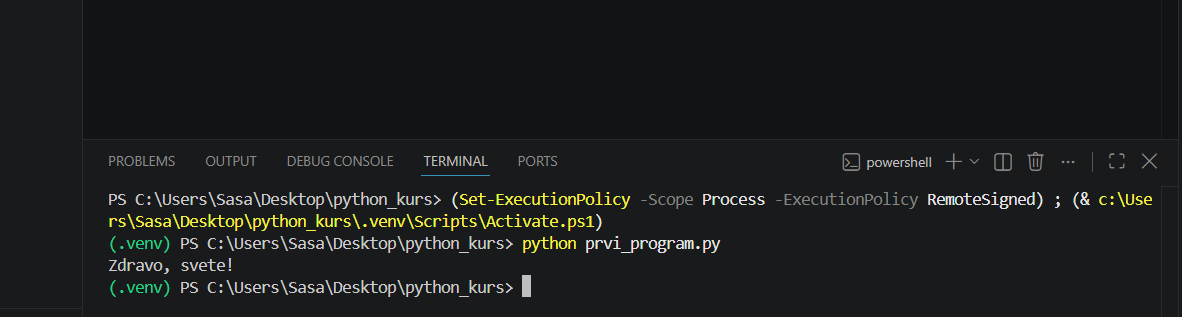 PROBLEMS OUTPUT DEBUG CONSOLE TERMINAL PORTS powershell
PS C:\Users\Sasa\Desktop\python_kurs> (Set-ExecutionPolicy -Scope Process -ExecutionPolicy RemoteSigned) ; (& c:\Use
rs\Sasa\Desktop\python_kurs\.venv\Scripts\Activate.ps1)
(.venv) PS C:\Users\Sasa\Desktop\python_kurs> python prvi_program.py
Zdravo, svete!
(.venv) PS C:\Users\Sasa\Desktop\python_kurs>